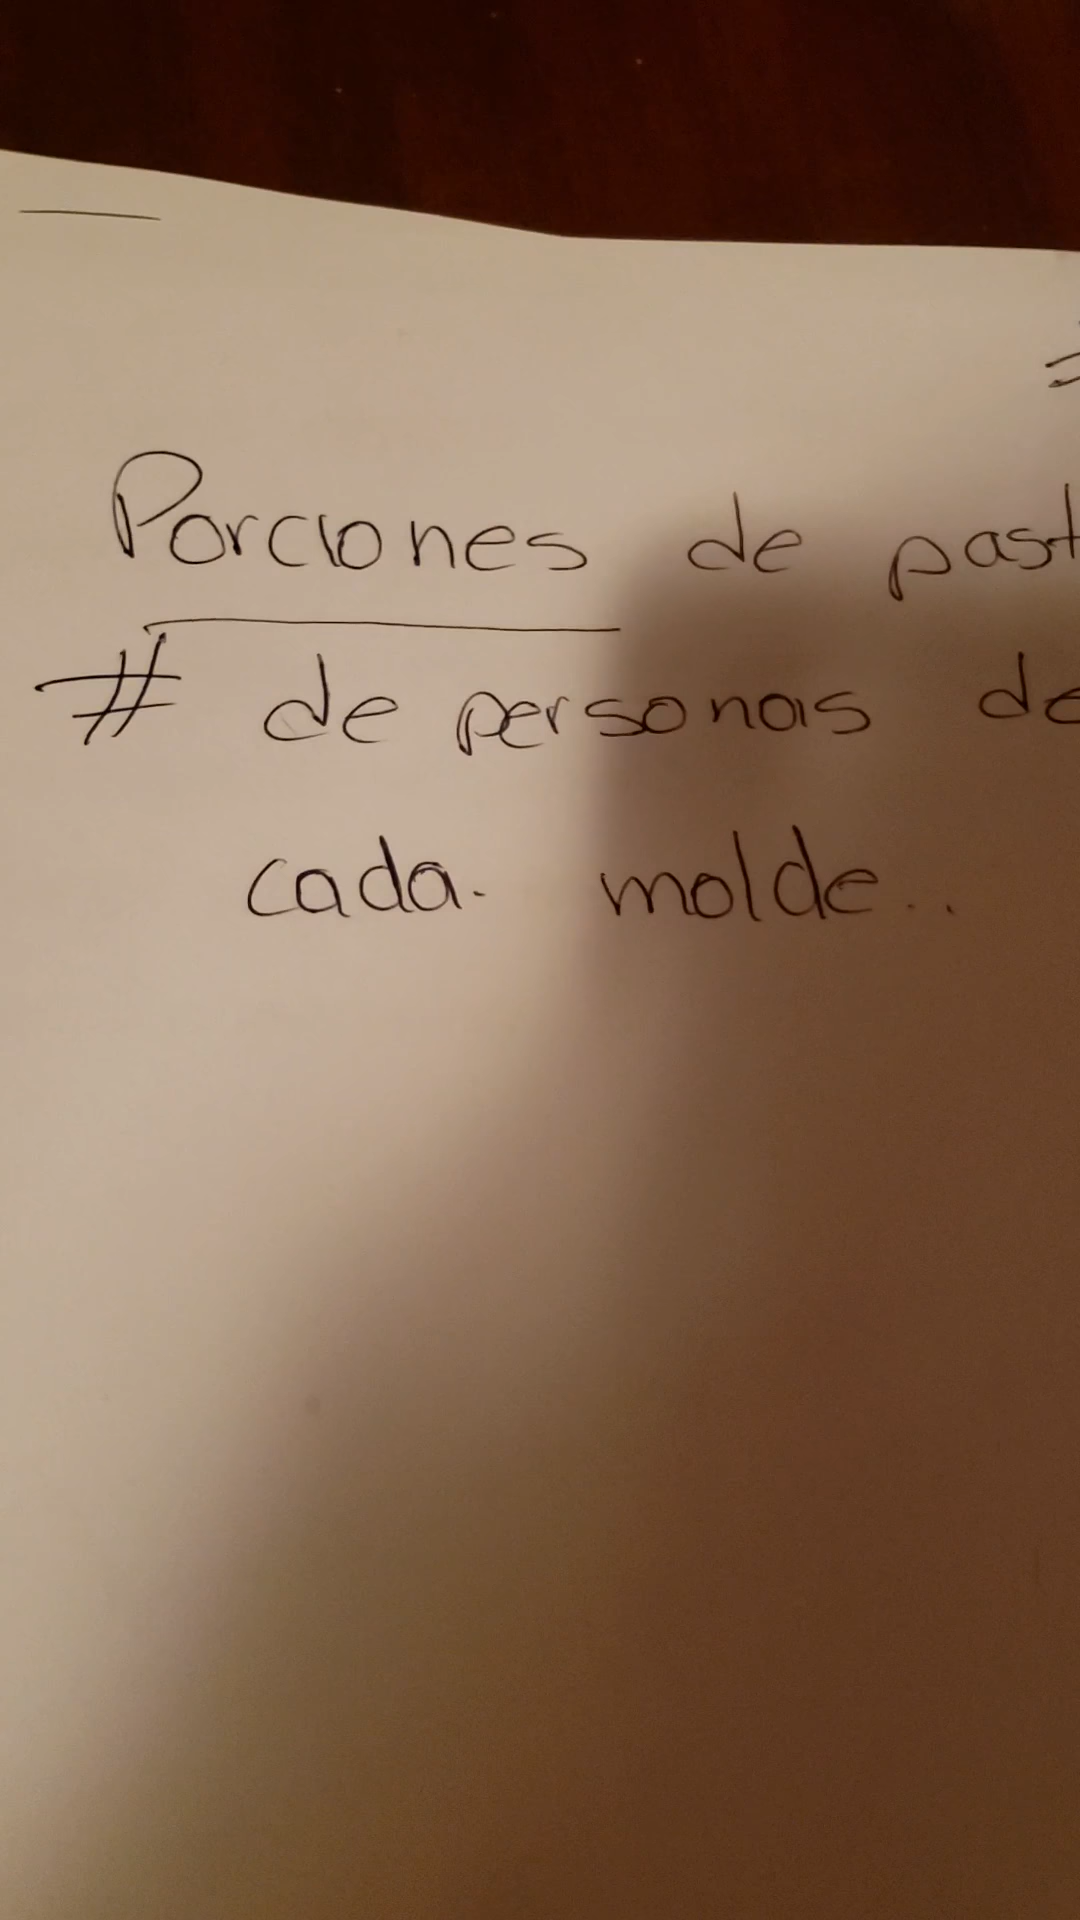 Porciones de past
# de personas de
cada. molde..